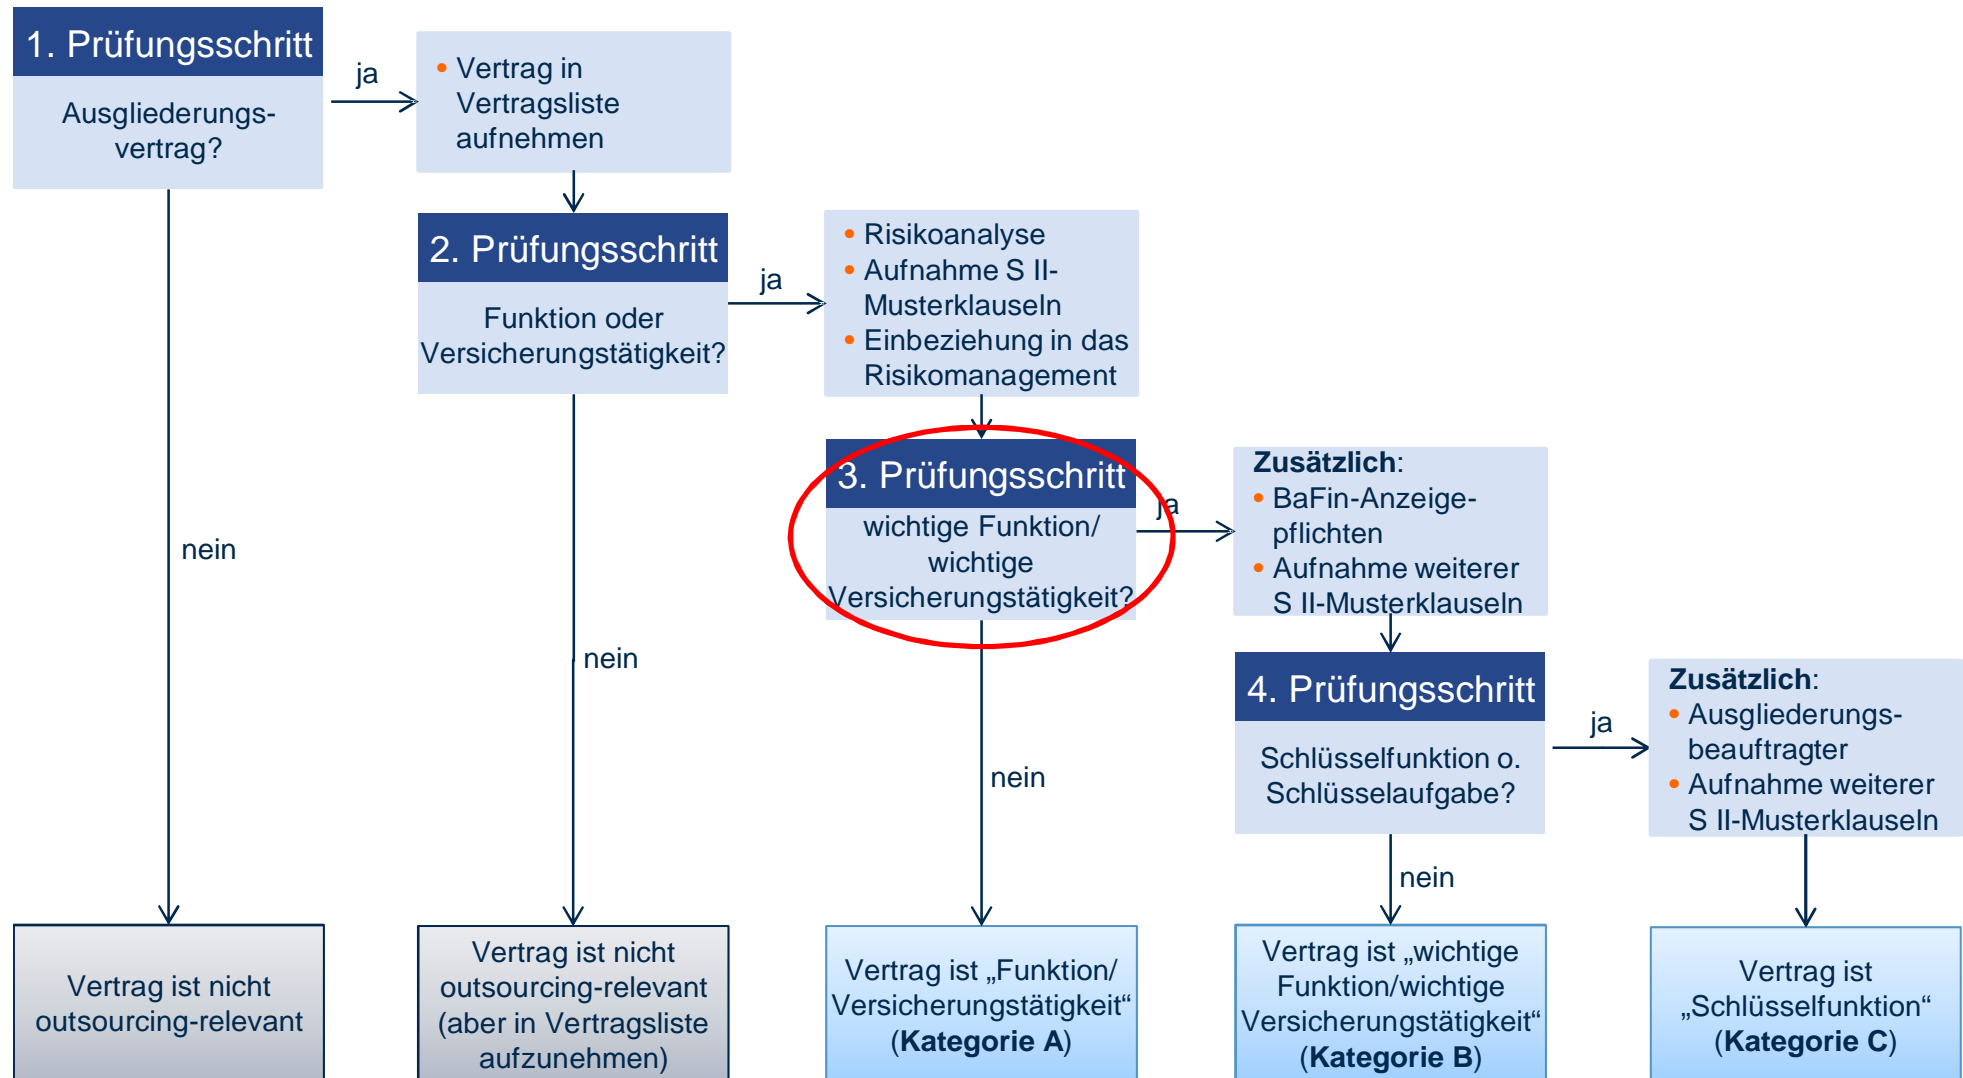 1. Prüfungsschritt
Ausgliederungs-
vertrag?
ja
• Vertrag in
Vertragsliste
aufnehmen
nein
2. Prüfungsschritt
Funktion oder
Versicherungstätigkeit?
ja
• Risikoanalyse
• Aufnahme S II-
Musterklauseln
• Einbeziehung in das
Risikomanagement
nein
3. Prüfungsschritt
wichtige Funktion/
wichtige
Versicherungstätigkeit?
ja
Zusätzlich:
• BaFin-Anzeige-
pflichten
• Aufnahme weiterer
S II-Musterklauseln
nein
4. Prüfungsschritt
Schlüsselfunktion o.
Schlüsselaufgabe?
ja
Zusätzlich:
• Ausgliederungs-
beauftragter
• Aufnahme weiterer
S II-Musterklauseln
nein
Vertrag ist nicht
outsourcing-relevant
Vertrag ist nicht
outsourcing-relevant
(aber in Vertragsliste
aufzunehmen)
Vertrag ist „Funktion/
Versicherungstätigkeit“
(Kategorie A)
Vertrag ist „wichtige
Funktion/wichtige
Versicherungstätigkeit“
(Kategorie B)
Vertrag ist
„Schlüsselfunktion“
(Kategorie C)